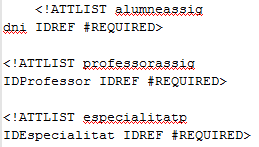 <!ATTLIST alumneassig
dni IDREF #REQUIRED>
<!ATTLIST professorassig
IDProfessor IDREF #REQUIRED>
<!ATTLIST especialitatp
IDEspecialitat IDREF #REQUIRED>